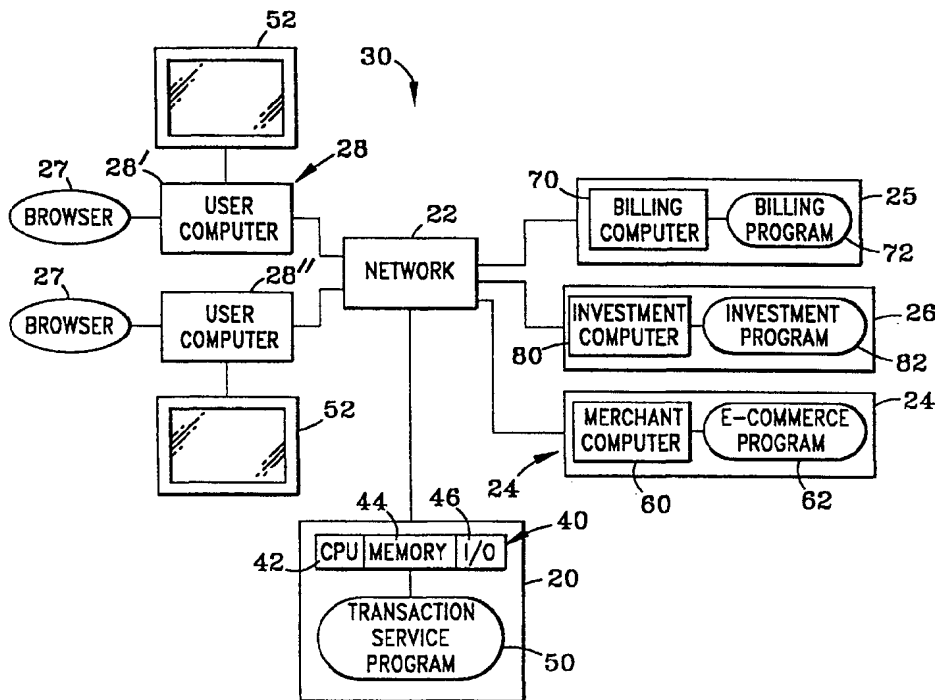 52
30
27
28'
28
BROWSER
USER
COMPUTER
22
NETWORK
70
BILLING
COMPUTER
BILLING
PROGRAM
25
72
27
28''
BROWSER
USER
COMPUTER
INVESTMENT
COMPUTER
INVESTMENT
PROGRAM
26
80
82
52
MERCHANT
COMPUTER
E-COMMERCE
PROGRAM
24
24
60
62
44
46
40
42
CPU
MEMORY
I/O
20
TRANSACTION
SERVICE
PROGRAM
50